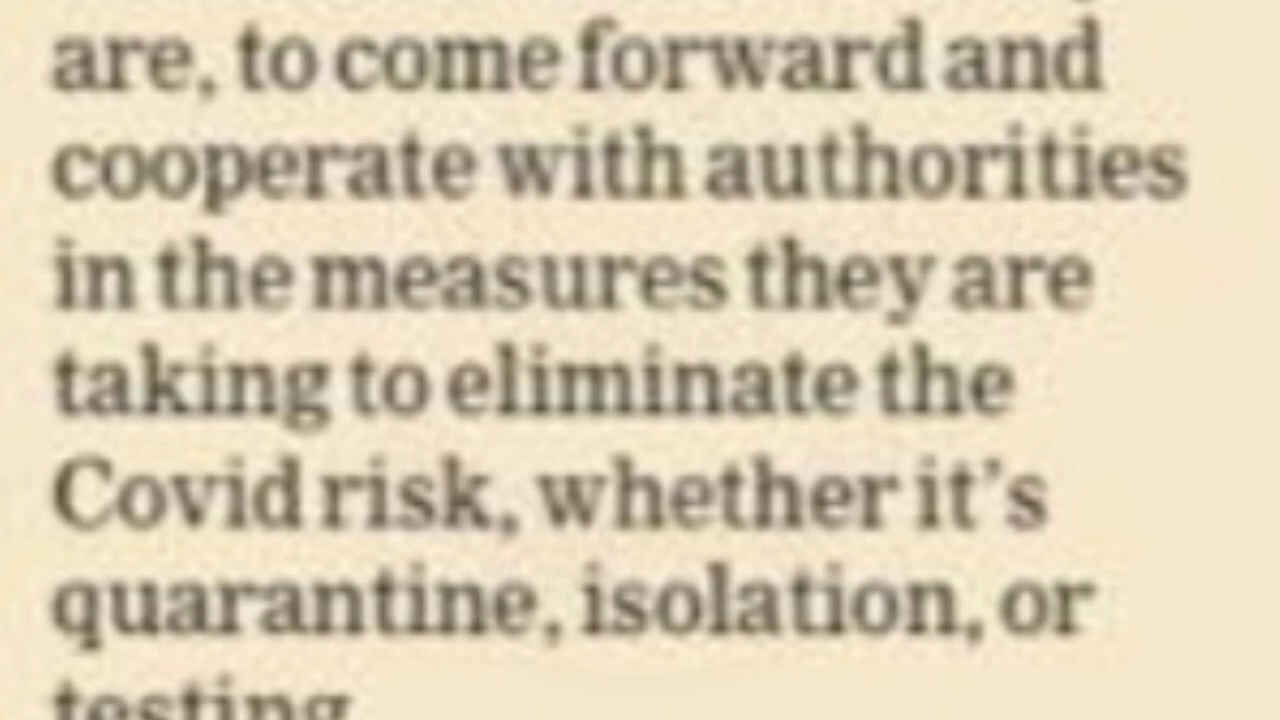 are, to come forward and
cooperate with authorities
in the measures they are
taking to eliminate the
Covid risk, whether it’s
quarantine, isolation, or
testing